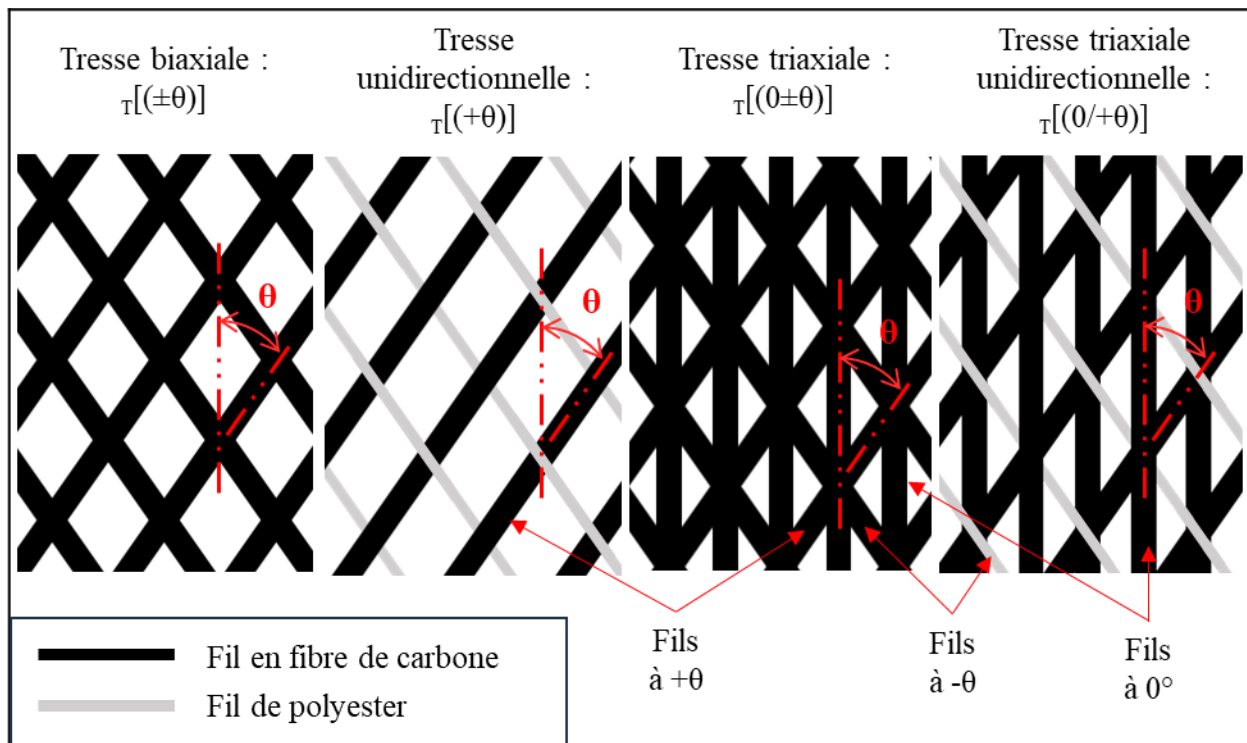 Tresse biaxiale :
T[(±θ)]
Tresse
unidirectionnelle :
T[(+θ)]
Tresse triaxiale :
T[(0±θ)]
Tresse triaxiale
unidirectionnelle :
T[(0/+θ)]
θ
θ
θ
θ
Fils
à +θ
Fils
à -θ
Fils
à 0°
Fil en fibre de carbone
Fil de polyester